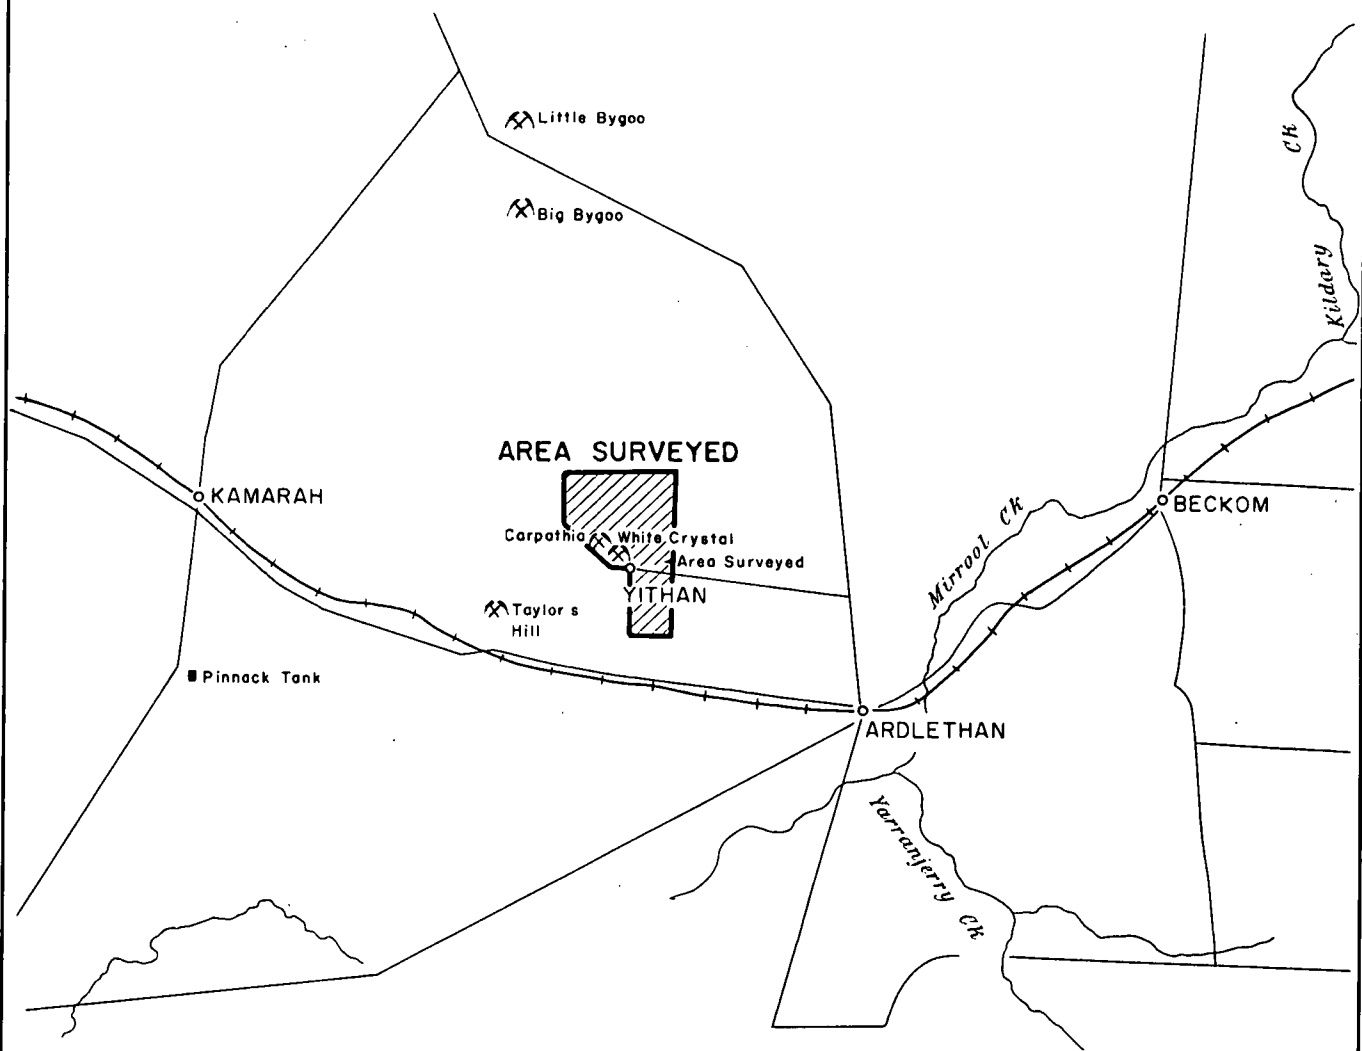 Little Bygoo
CK
Big Bygoo
Kildary
AREA SURVEYED
KAMARAH
BECKOM
Mirrool CK
Carpathia
White Crystal
Area Surveyed
YITHAN
Taylor s
Hill
Pinnack Tank
ARDLETHAN
Yarranjerry CK